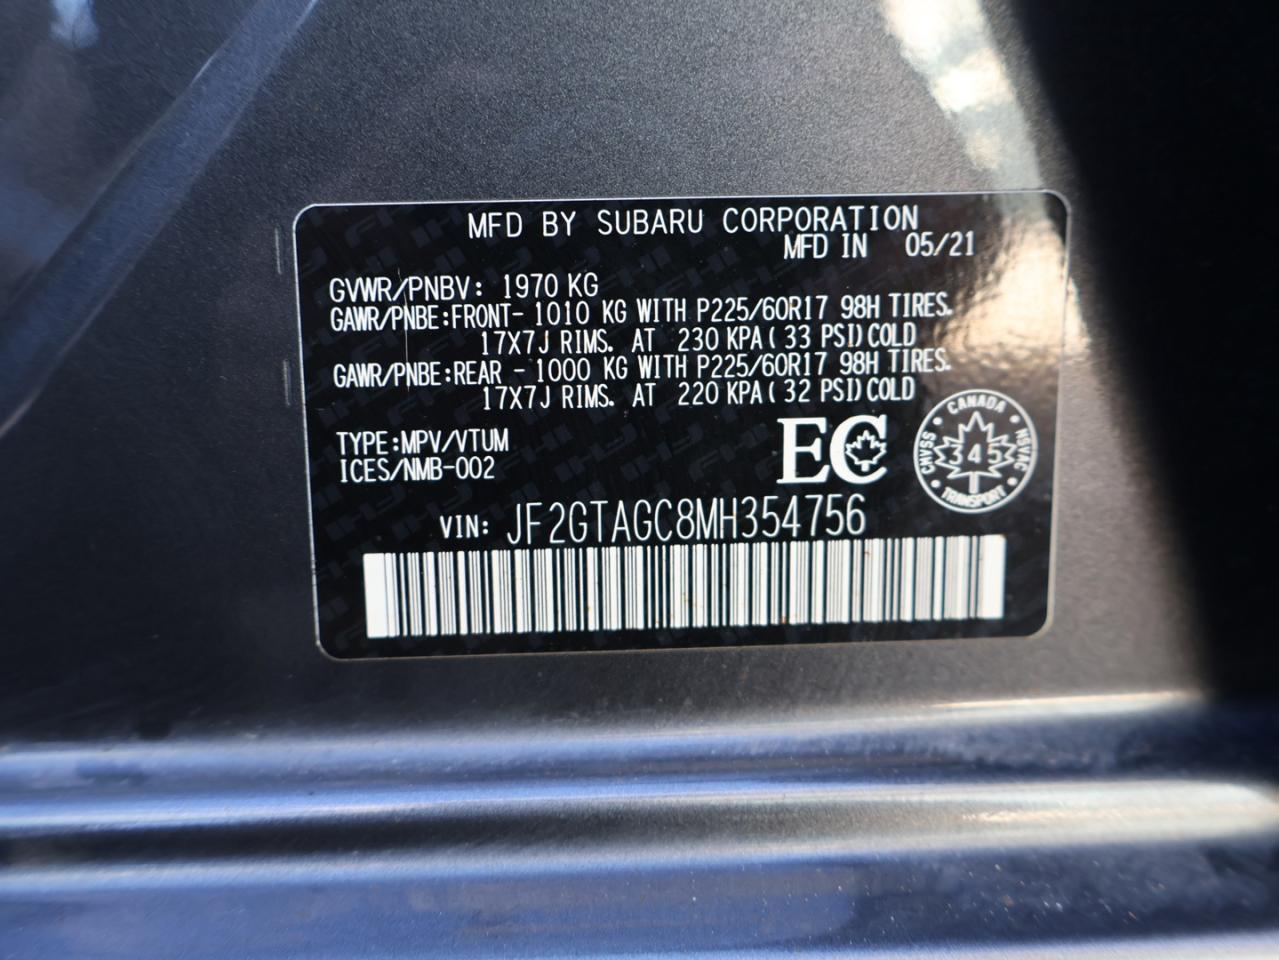 MFD BY SUBARU CORPORATION
MFD IN 05/21
GVWR/PNBV: 1970 KG
GAWR/PNBE:FRONT- 1010 KG WITH P225/60R17 98H TIRES.
17X7J RIMS. AT 230 KPA(33 PSI)COLD
GAWR/PNBE:REAR - 1000 KG WITH P225/60R17 98H TIRES.
17X7J RIMS. AT 220 KPA(32 PSI)COLD
TYPE:MPV/VTUM
ICES/NMB-002
EC
CANADA
CMVSS
345
NSVAC
TRANSPORT
VIN: JF2GTAGC8MH354756